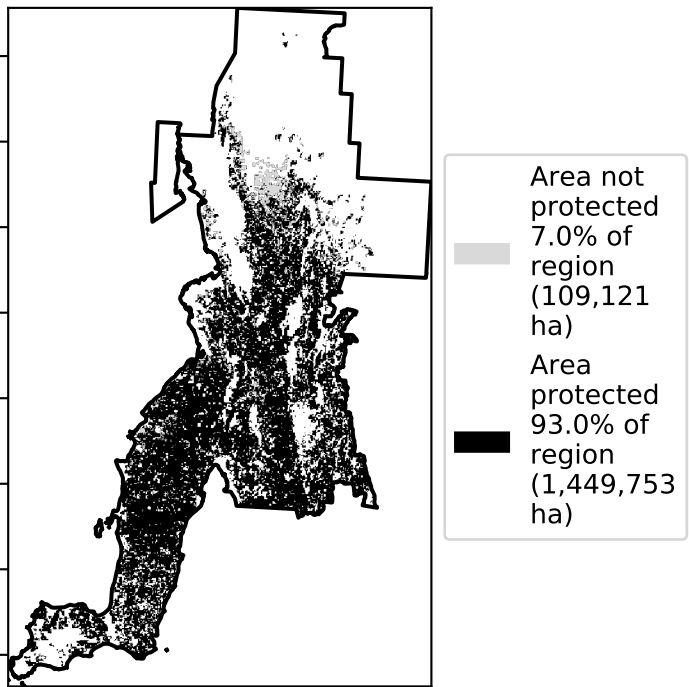 Area not
protected
7.0% of
region
(109,121
ha)
Area
protected
93.0% of
region
(1,449,753
ha)